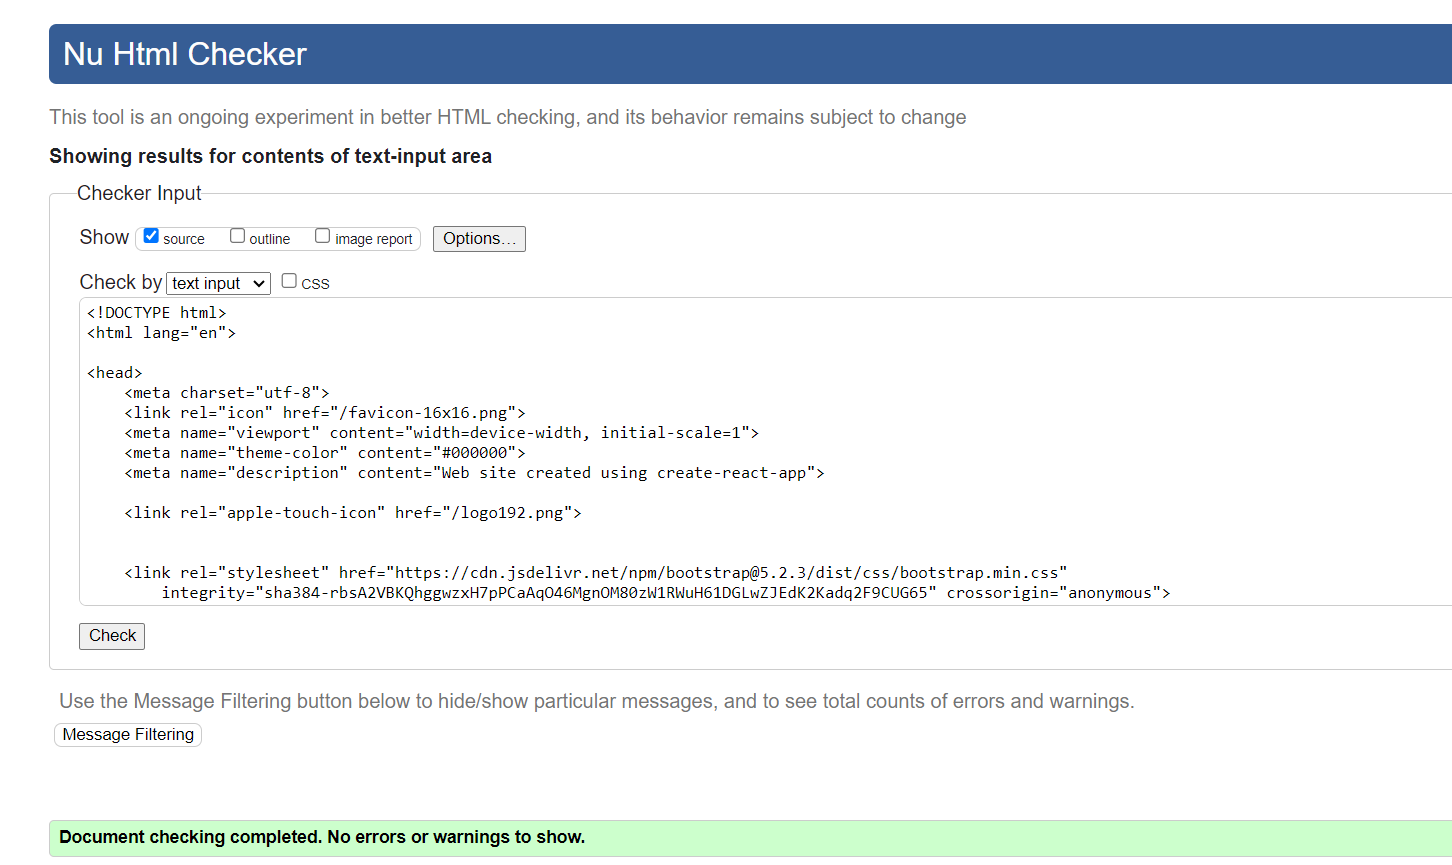 Nu Html Checker
This tool is an ongoing experiment in better HTML checking, and its behavior remains subject to change
Showing results for contents of text-input area
Checker Input
Show source outline image report Options...
Check by text input CSS
<!DOCTYPE html>
<html lang="en">
<head>
<meta charset="utf-8">
<link rel="icon" href="/favicon-16x16.png">
<meta name="viewport" content="width=device-width, initial-scale=1">
<meta name="theme-color" content="#000000">
<meta name="description" content="Web site created using create-react-app">
<link rel="apple-touch-icon" href="/logo192.png">
<link rel="stylesheet" href="https://cdn.jsdelivr.net/npm/bootstrap@5.2.3/dist/css/bootstrap.min.css"
integrity="sha384-rbsA2VBKQhggwzxH7pPCaAqO46MgnOM80zW1RWuH61DGLwZJEdK2Kadq2F9CUG65" crossorigin="anonymous">
Check
Use the Message Filtering button below to hide/show particular messages, and to see total counts of errors and warnings.
Message Filtering
Document checking completed. No errors or warnings to show.